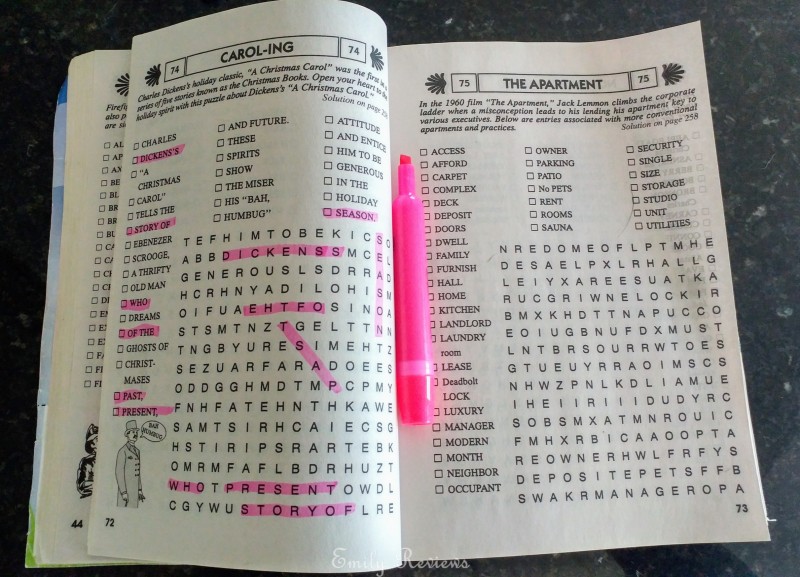 74
CAROL-ING
74
Charles Dickens's holiday classic, "A Christmas Carol" was the first in a
series of five stories known as the Christmas Books. Open your heart to the
holiday spirit with this puzzle about Dickens's "A Christmas Carol."
Solution on page
CHARLES
DICKENS'S
"A
CHRISTMAS
CAROL"
TELLS THE
STORY OF
EBENEZER
SCROOGE,
A THRIFTY
OLD MAN
WHO
DREAMS
OF THE
GHOSTS OF
CHRIST-
MASES
PAST,
PRESENT,
AND FUTURE.
THESE
SPIRITS
SHOW
THE MISER
HIS "BAH,
HUMBUG"
ATTITUDE
AND ENTICE
HIM TO BE
GENEROUS
IN THE
HOLIDAY
SEASON.
T E F H I M T O B E K I C S O
A B B D I C K E N S S M C E L
G E N E R O U S L S D R R A D
H C R H N Y A D I L O H I S M
O I F U A E H T F O S I N O A
S T S M T N Z T G E L T T N N
T N G B Y U R E S I M E H T Z
S E Z U A R F A R A D O E E S
O D D G G H M D T M P C P M Y
F N H F A T E H N T H K A W E
S A M T S I R H C A I E C S G
H S T I R I P S R A R T E B K
O M R M F A F L B D R H U Z T
W H O T P R E S E N T O W D L
C G Y W U S T O R Y O F L R E
BAH HUMBUG
44
72
75
THE APARTMENT
75
In the 1960 film "The Apartment," Jack Lemmon climbs the corporate
ladder when a misconception leads to his lending his apartment key to
various executives. Below are entries associated with more conventional
apartments and practices.
Solution on page 258
ACCESS
AFFORD
CARPET
COMPLEX
DECK
DEPOSIT
DOORS
DWELL
FAMILY
FURNISH
HALL
HOME
KITCHEN
LANDLORD
LAUNDRY
room
LEASE
Deadbolt
LOCK
LUXURY
MANAGER
MODERN
MONTH
NEIGHBOR
OCCUPANT
OWNER
PARKING
PATIO
No PETS
RENT
ROOMS
SAUNA
SECURITY
SINGLE
SIZE
STORAGE
STUDIO
UNIT
UTILITIES
N R E D O M E O F L P T M H E
D E S A E L P X L R H A L L G
L E I Y X A R E E S U A T K A
R U C G R I W N E L O C K I R
B M X K H D T T N A P U C C O
E O I U G B N U F D X M U S T
L N T B R S O U R R W T O E S
G T U E U Y R R A O I M S C S
N H W Z P N L K D L I A M U E
I H E I I R I I I D U D Y R C
S O B S M X A T M N R O U I C
F M H X R B I C A A O O P T A
R E O W N E R H W L F R F Y S
D E P O S I T E P E T S F F B
S W A K R M A N A G E R O P A
73
Emily Reviews